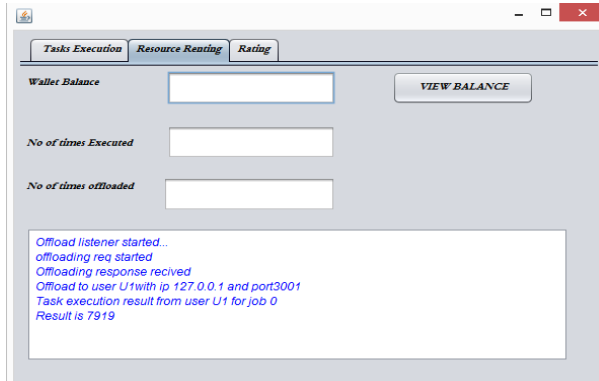 Tasks Execution Resource Renting Rating
Wallet Balance VIEW BALANCE
No of times Executed
No of times offloaded
Offload listener started...
offloading req started
Offloading response recived
Offload to user U1with ip 127.0.0.1 and port3001
Task execution result from user U1 for job 0
Result is 7919